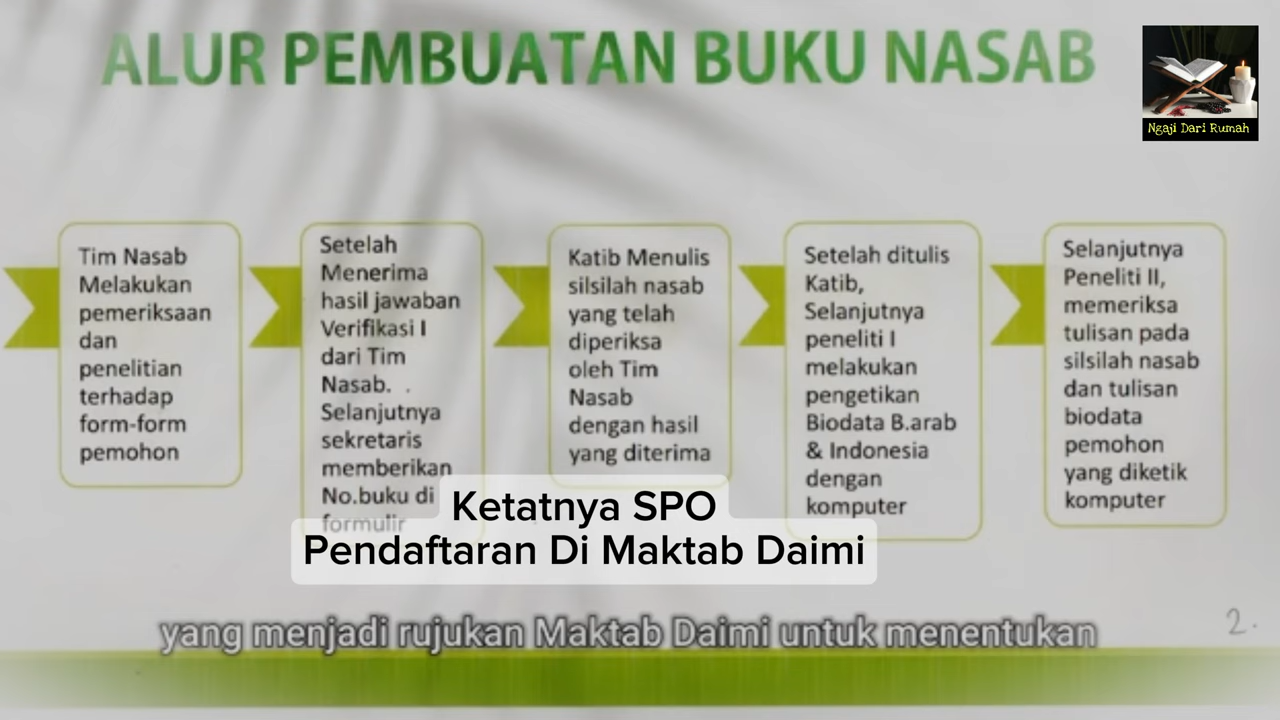 ALUR PEMBUATAN BUKU NASAB
Ngaji Dari Rumah
Tim Nasab
Melakukan
pemeriksaan
dan
penelitian
terhadap
form-form
pemohon
Setelah
Menerima
hasil jawaban
Verifikasi I
dari Tim
Nasab. .
Selanjutnya
sekretaris
memberikan
No.buku di
formulir
Katib Menulis
silsilah nasab
yang telah
diperiksa
oleh Tim
Nasab
dengan hasil
yang diterima
Setelah ditulis
Katib,
Selanjutnya
peneliti I
melakukan
pengetikan
Biodata B.arab
& Indonesia
dengan
komputer
Selanjutnya
Peneliti II,
memeriksa
tulisan pada
silsilah nasab
dan tulisan
biodata
pemohon
yang diketik
komputer
Ketatnya SPO
Pendaftaran Di Maktab Daimi
yang menjadi rujukan Maktab Daimi untuk menentukan
2.